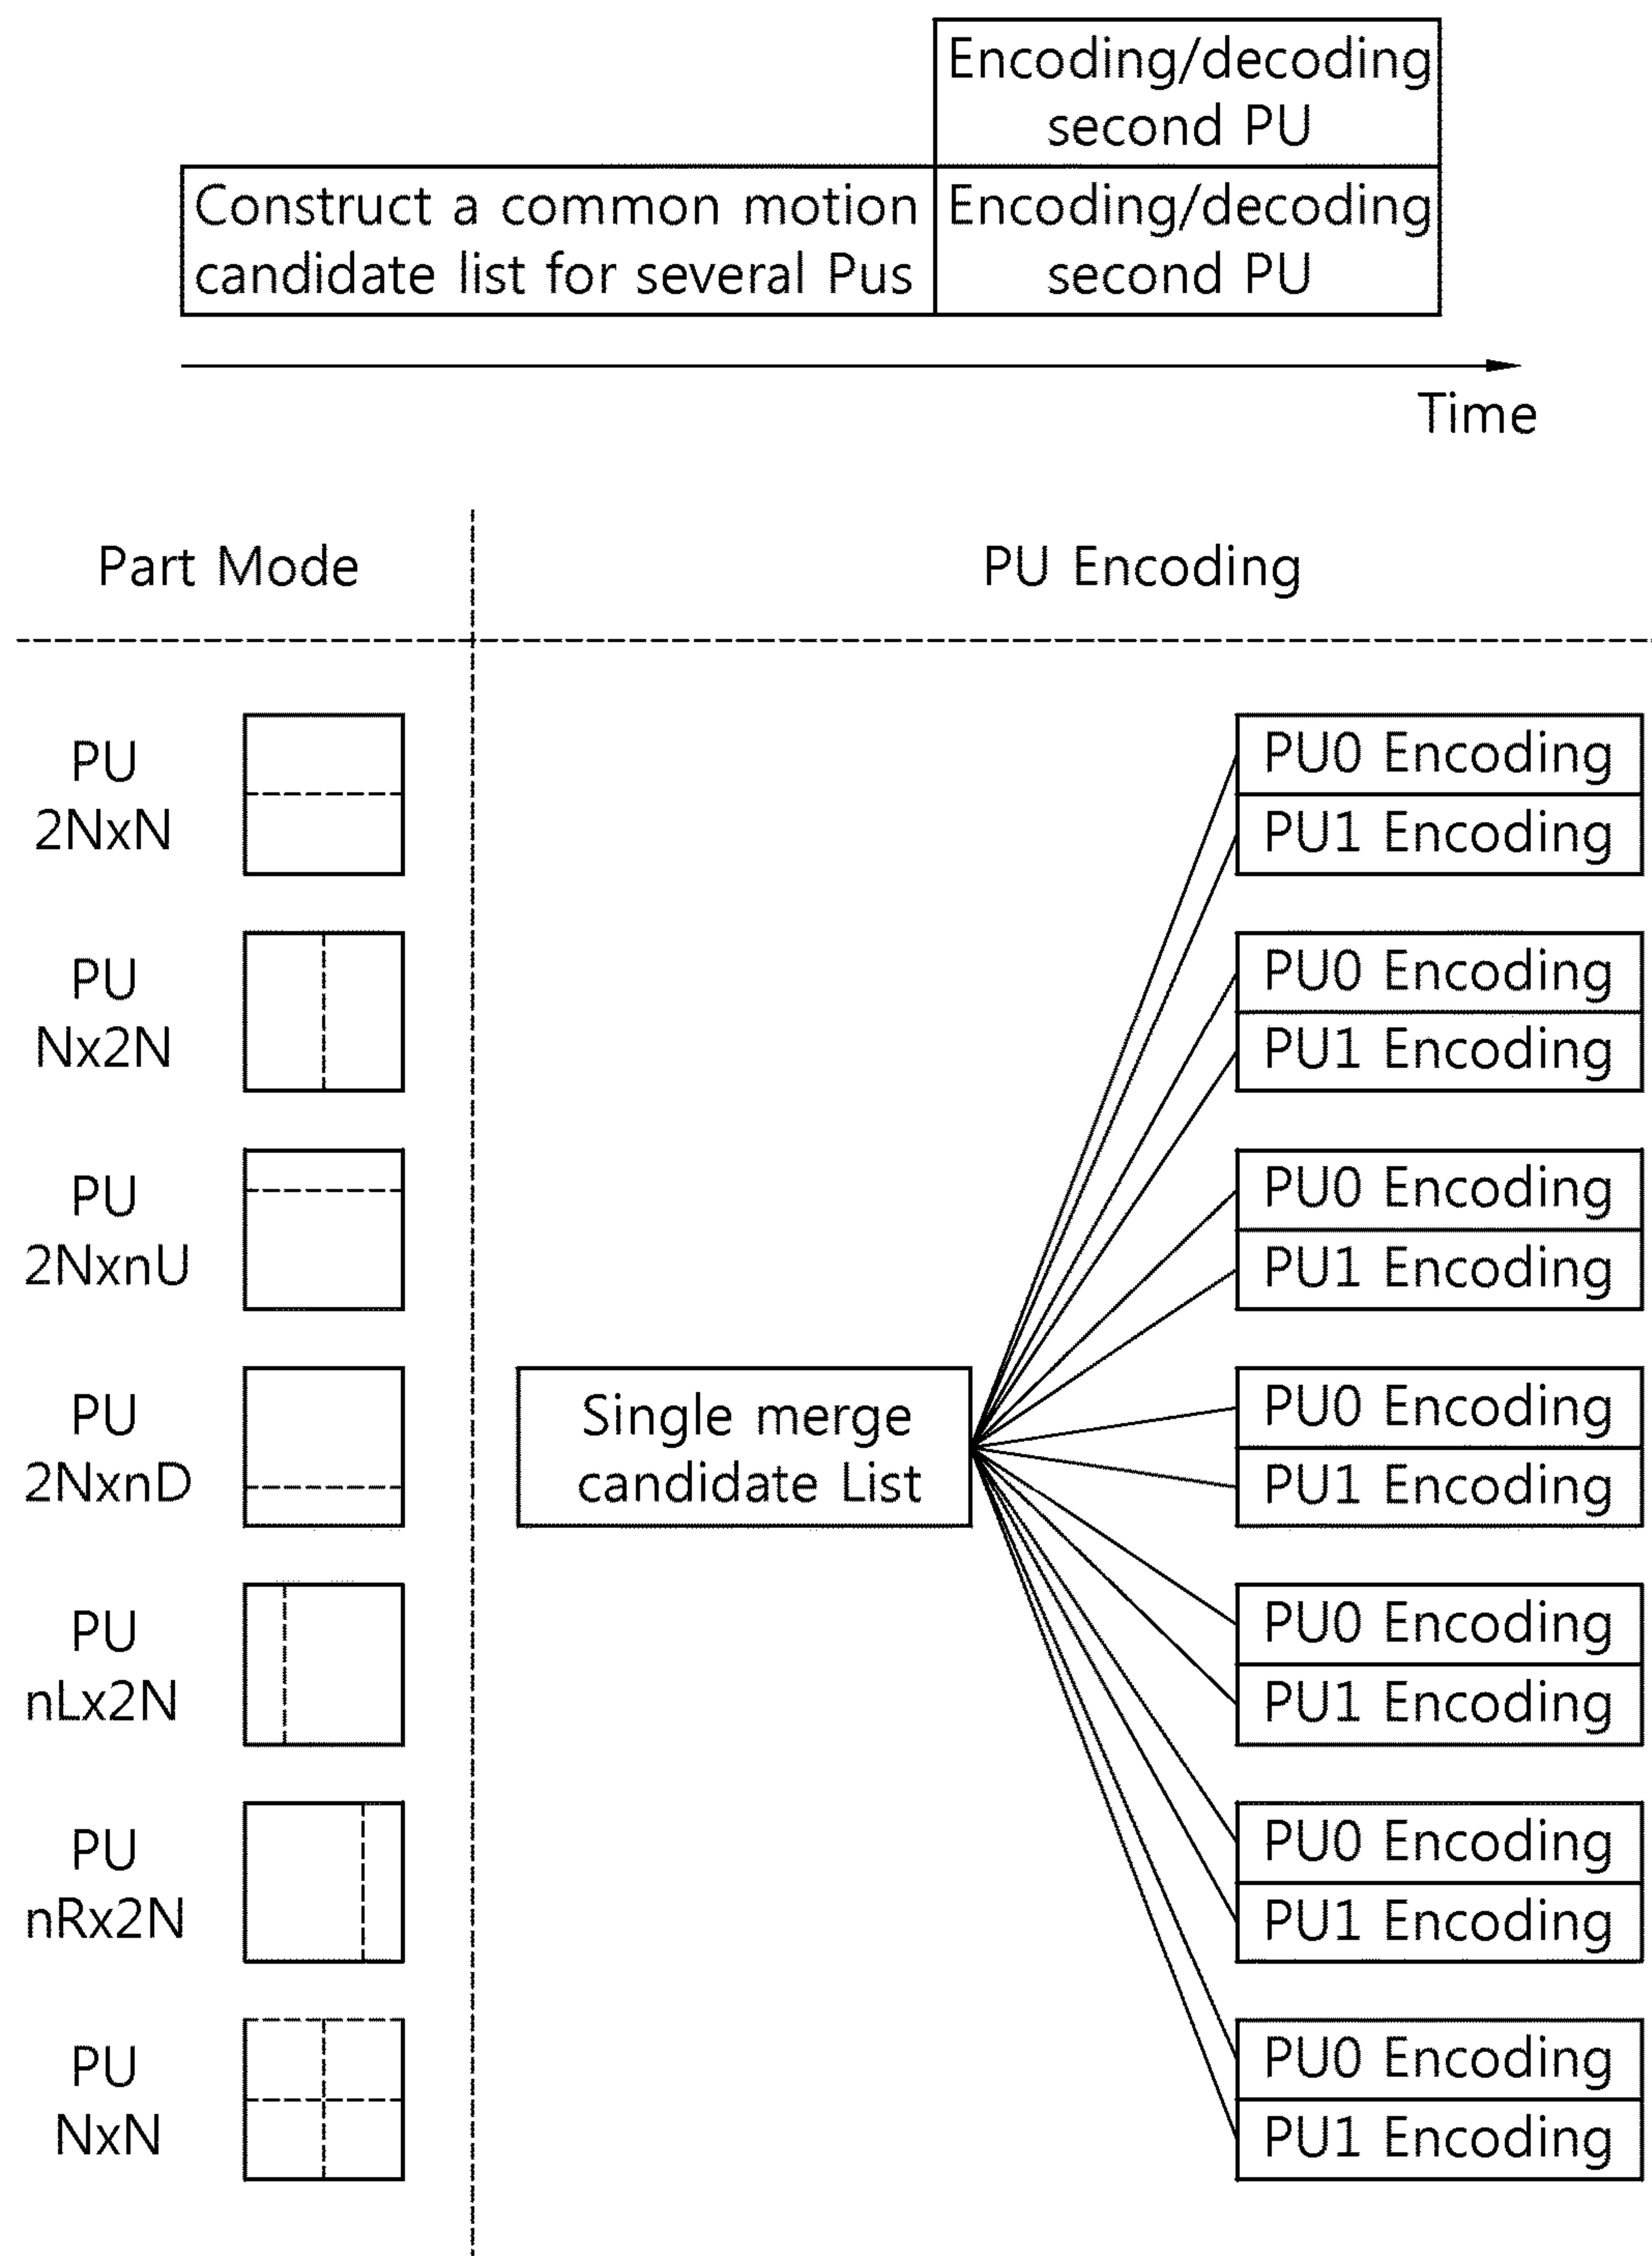 Encoding/decoding
second PU
Construct a common motion
candidate list for several Pus
Encoding/decoding
second PU
Time
Part Mode
PU Encoding
PU
2NxN
PU0 Encoding
PU1 Encoding
PU
Nx2N
PU0 Encoding
PU1 Encoding
PU
2NxnU
PU0 Encoding
PU1 Encoding
PU
2NxnD
Single merge
candidate List
PU0 Encoding
PU1 Encoding
PU
nLx2N
PU0 Encoding
PU1 Encoding
PU
nRx2N
PU0 Encoding
PU1 Encoding
PU
NxN
PU0 Encoding
PU1 Encoding